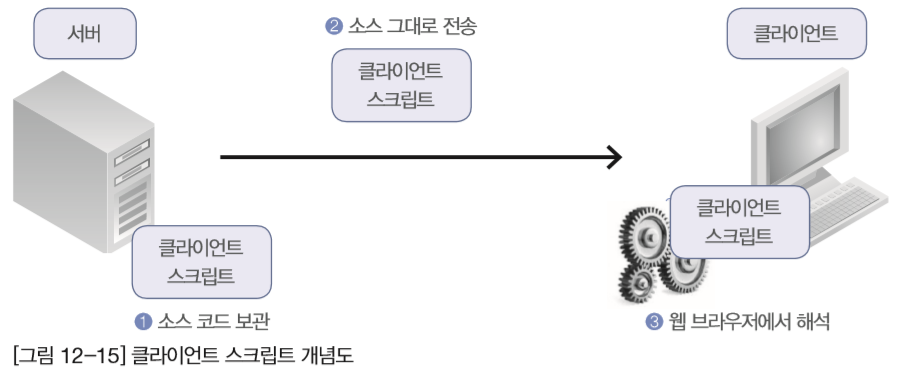 서버
❷ 소스 그대로 전송
클라이언트
스크립트
클라이언트
클라이언트
스크립트
❶ 소스 코드 보관
클라이언트
스크립트
❸ 웹 브라우저에서 해석
[그림 12-15] 클라이언트 스크립트 개념도